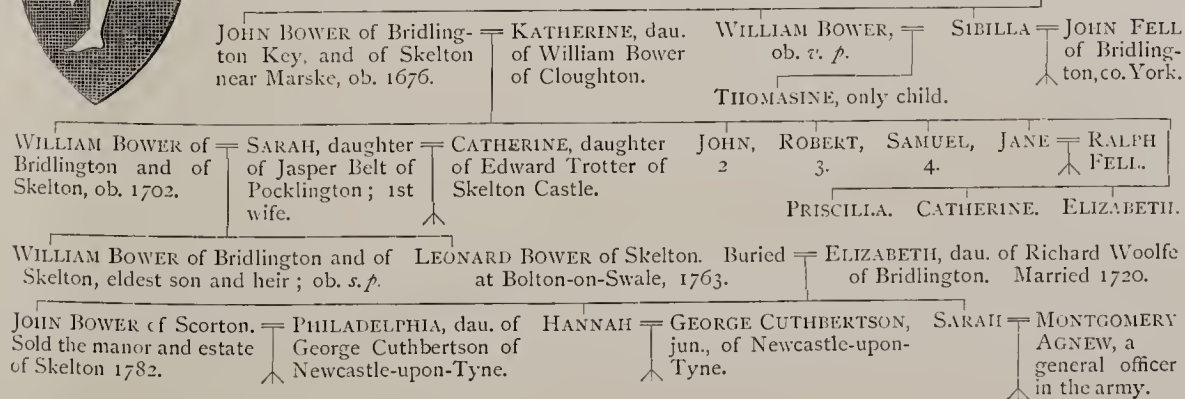 JOHN BOWER of Bridling- = KATHERINE, dau.
ton Key, and of Skelton of William Bower
near Marske, ob. 1676. of Cloughton.
WILLIAM BOWER, =
ob. v. p.
SIBILLA = JOHN FELL
of Bridling-
ton, co. York.
THOMASINE, only child.
WILLIAM BOWER of =
Bridlington and of
Skelton, ob. 1702.
SARAH, daughter =
of Jasper Belt of
Pocklington; 1st
wife.
CATHERINE, daughter
of Edward Trotter of
Skelton Castle.
JOHN,
2
ROBERT,
3.
SAMUEL,
4.
JANE = RALPH
FELL.
PRISCILLA. CATHERINE. ELIZABETH.
WILLIAM BOWER of Bridlington and of
Skelton, eldest son and heir; ob. s.p.
LEONARD BOWER of Skelton. Buried =
at Bolton-on-Swale, 1763.
ELIZABETH, dau. of Richard Woolfe
of Bridlington. Married 1720.
JOHN BOWER of Scorton. =
Sold the manor and estate
of Skelton 1782.
PHILADELPHIA, dau. of
George Cuthbertson of
Newcastle-upon-Tyne.
HANNAH = GEORGE CUTHBERTSON,
jun., of Newcastle-upon-
Tyne.
SARAH = MONTGOMERY
AGNEW, a
general officer
in the army.